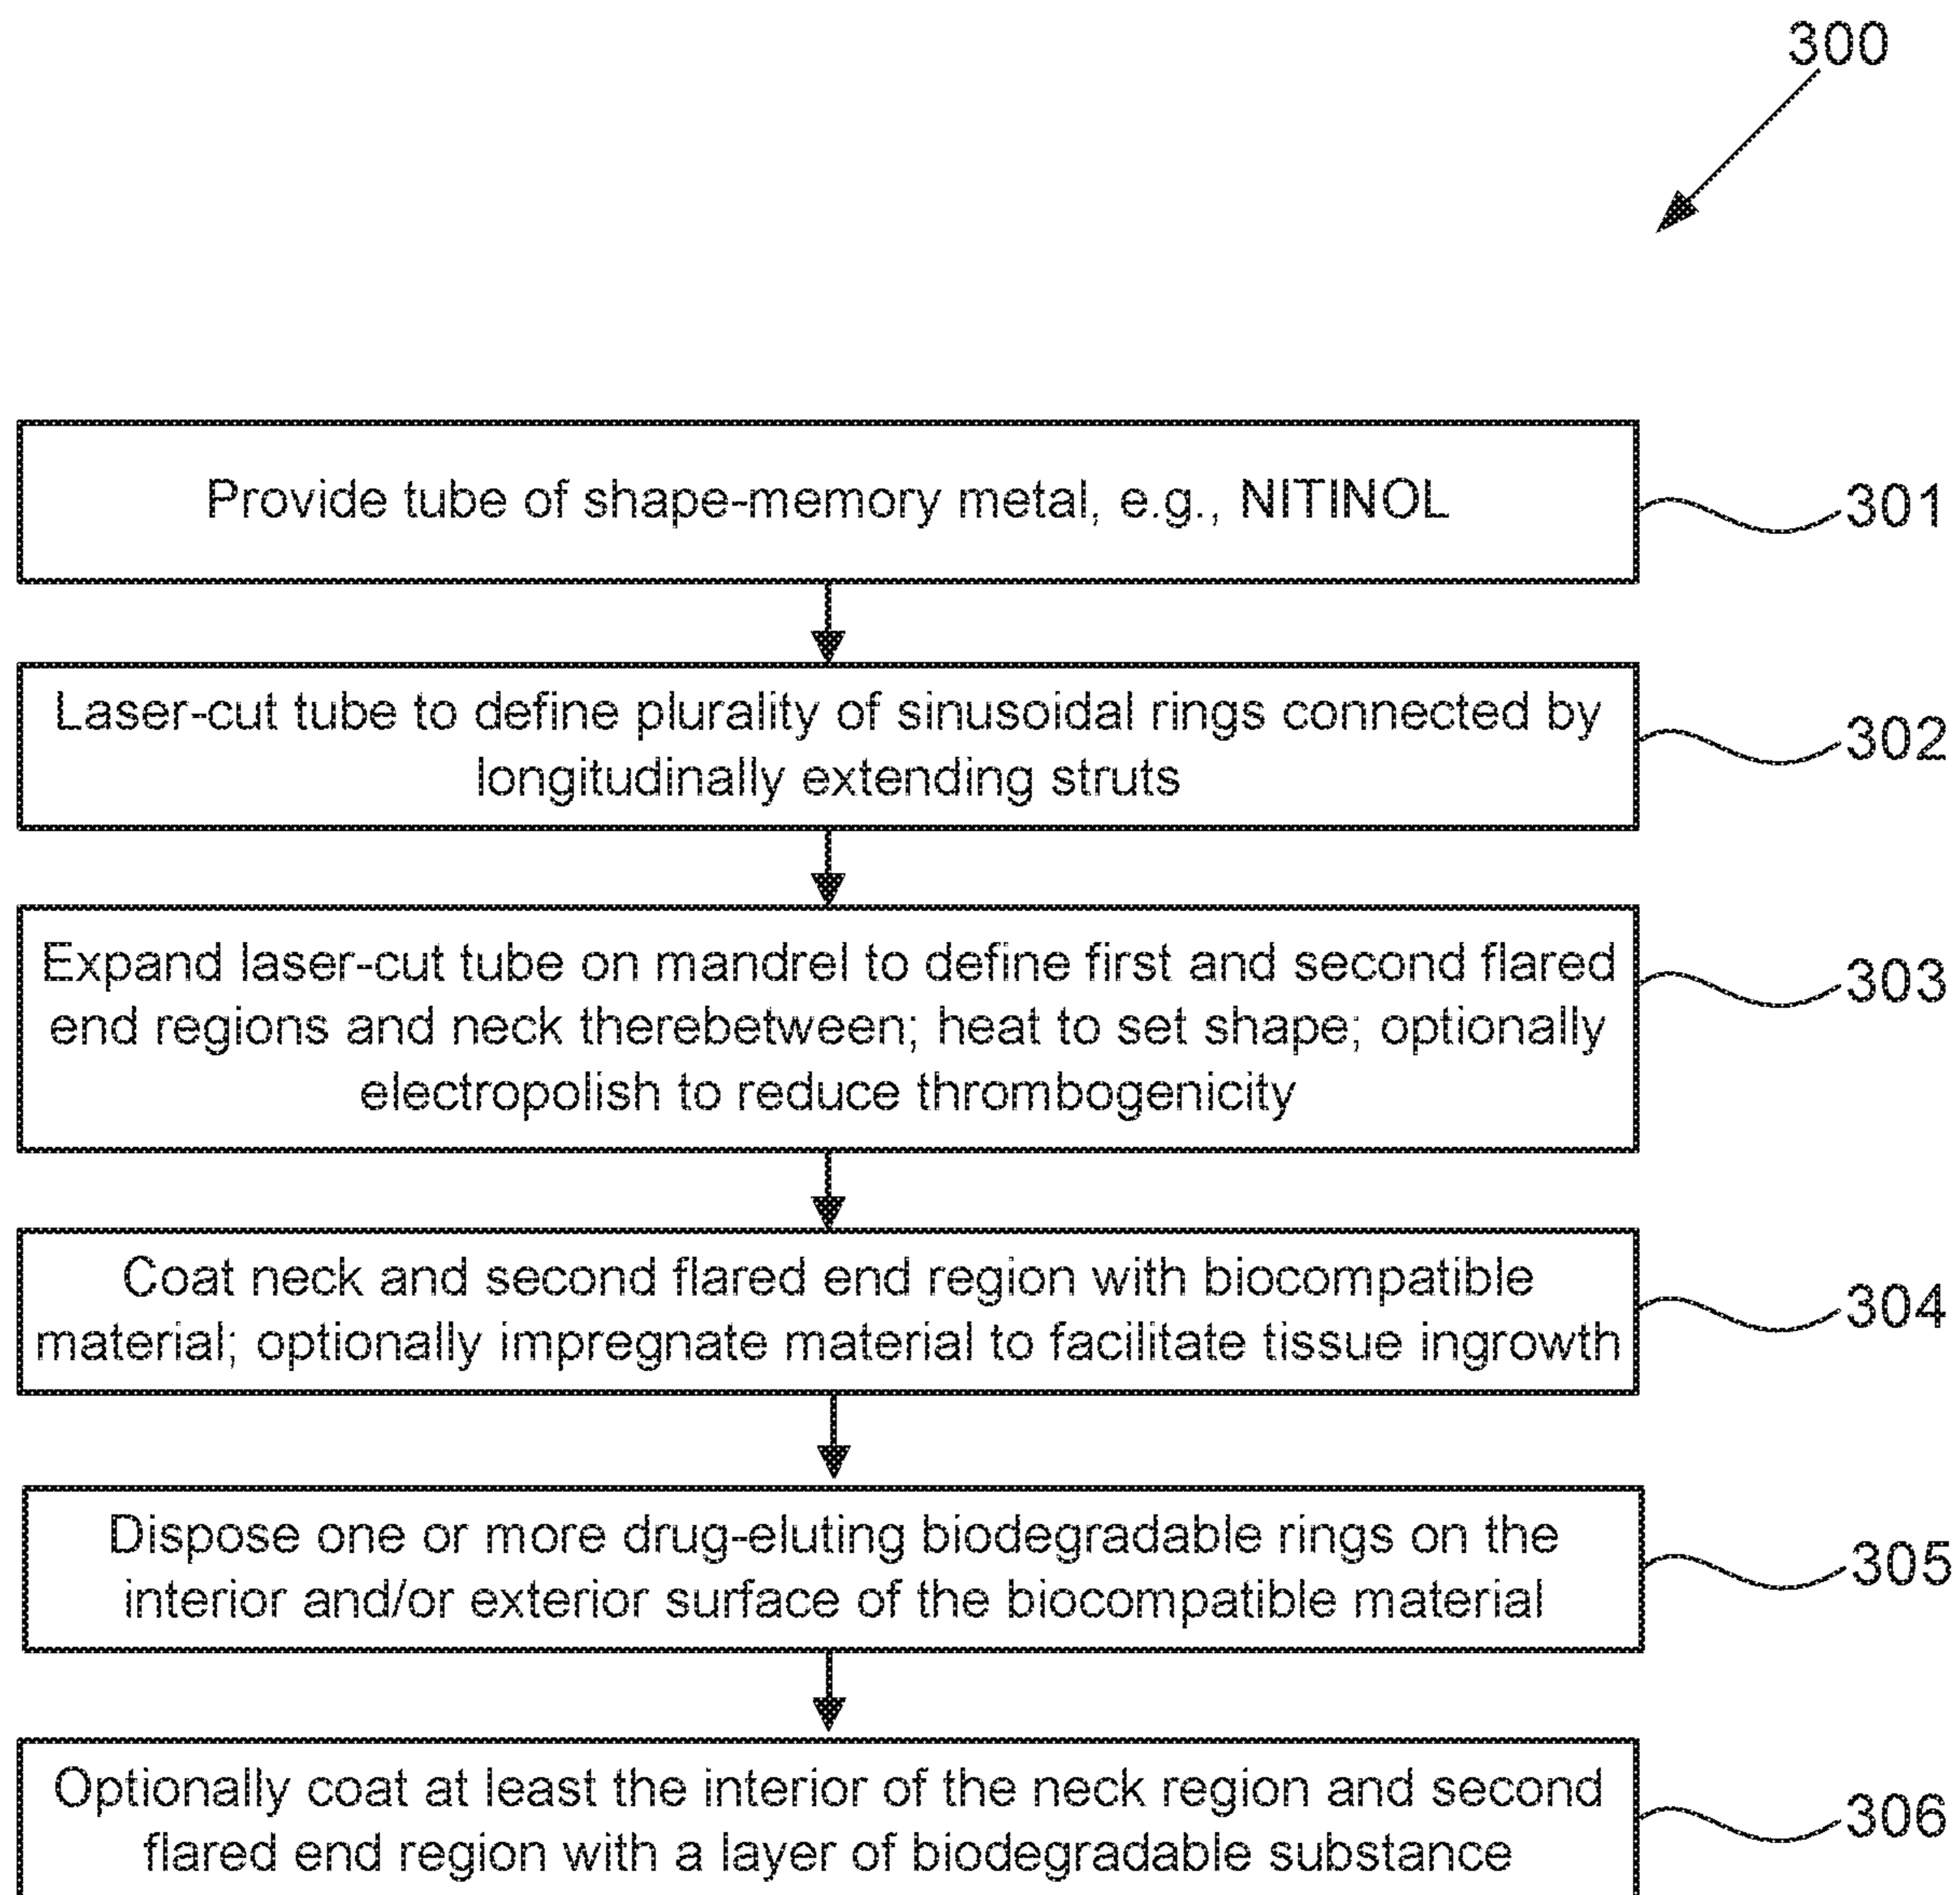 300
Provide tube of shape-memory metal, e.g., NITINOL
301
Laser-cut tube to define plurality of sinusoidal rings connected by
longitudinally extending struts
302
Expand laser-cut tube on mandrel to define first and second flared
end regions and neck therebetween; heat to set shape; optionally
electropolish to reduce thrombogenicity
303
Coat neck and second flared end region with biocompatible
material; optionally impregnate material to facilitate tissue ingrowth
304
Dispose one or more drug-eluting biodegradable rings on the
interior and/or exterior surface of the biocompatible material
305
Optionally coat at least the interior of the neck region and second
flared end region with a layer of biodegradable substance
306